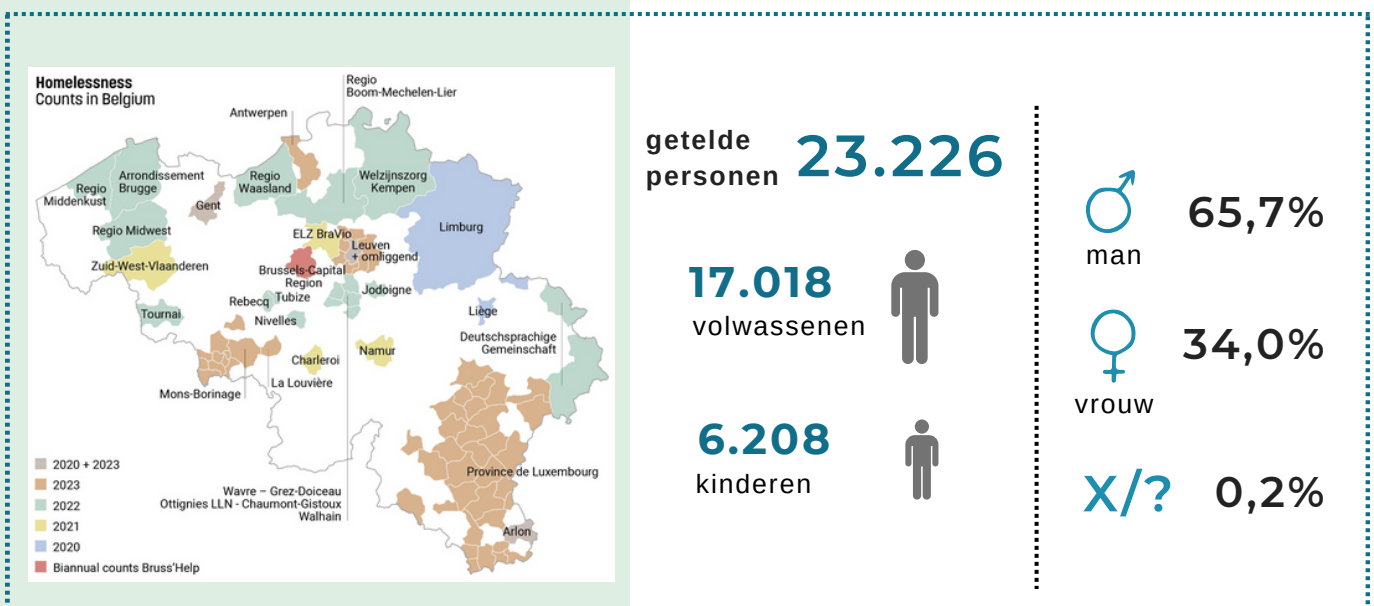 Homelessness
Counts in Belgium
Regio
Boom-Mechelen-Lier
Antwerpen
Arrondissement
Brugge
Regio
Middenkust
Regio
Waasland
Welzijnszorg
Kempen
Gent
Regio Midwest
ELZ BraVio
Leuven
+ omliggend
Limburg
Zuid-West-Vlaanderen
Brussels-Capital
Region
Rebecq
Tubize
Jodoigne
Tournai
Nivelles
Liège
Deutschsprachige
Gemeinschaft
Charleroi
Namur
La Louvière
Mons-Borinage
Province de Luxembourg
Wavre – Grez-Doiceau
Ottignies LLN - Chaumont-Gistoux
Walhain
Arlon
2020 + 2023
2023
2022
2021
2020
Biannual counts Bruss'Help
getelde
personen
23.226
17.018
volwassenen
6.208
kinderen
65,7%
man
34,0%
vrouw
X/?
0,2%